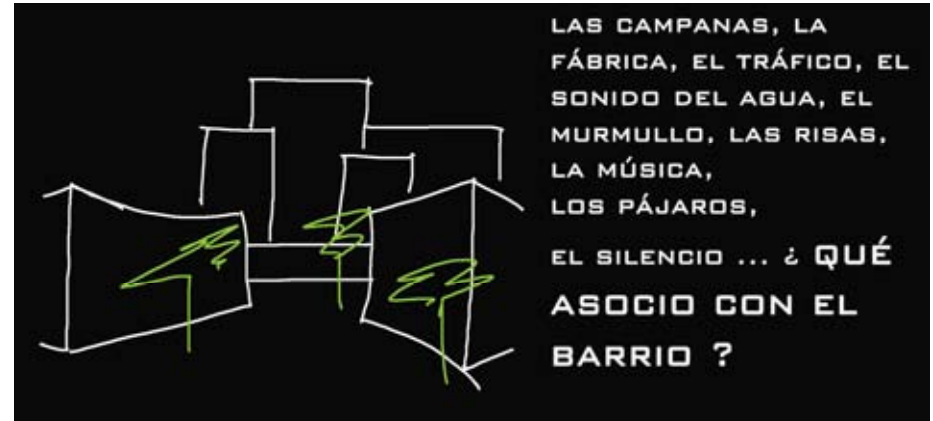 LAS CAMPANAS, LA
FÁBRICA, EL TRÁFICO, EL
SONIDO DEL AGUA, EL
MURMULLO, LAS RISAS,
LA MÚSICA,
LOS PÁJAROS,
EL SILENCIO ... ¿ QUÉ
ASOCIO CON EL
BARRIO ?